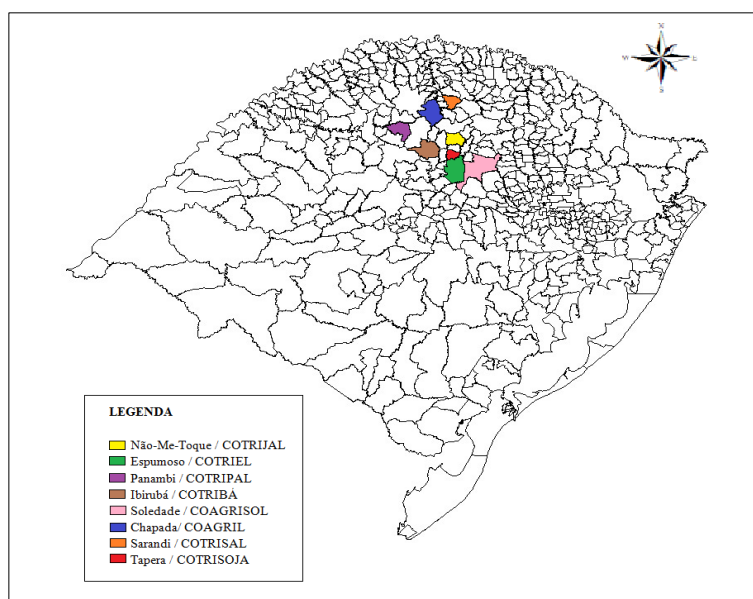 N
W E
S
LEGENDA
Não-Me-Toque / COTRIJAL
Espumoso / COTRIEL
Panambi / COTRIPAL
Ibirubá / COTRIBÁ
Soledade / COAGRISOL
Chapada/ COAGRIL
Sarandi / COTRISAL
Tapera / COTRISOJA